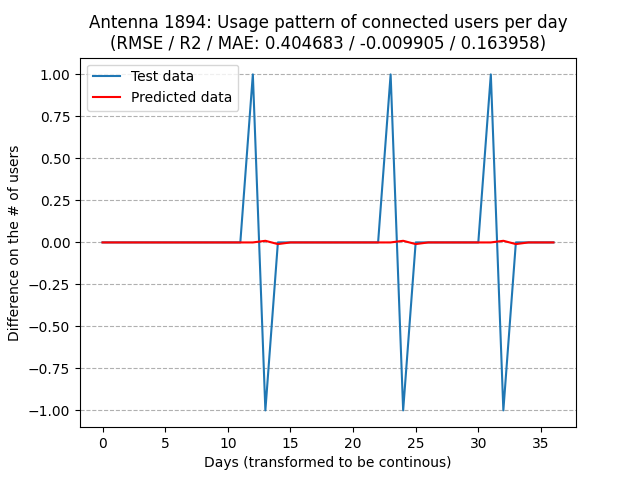 Antenna 1894: Usage pattern of connected users per day
(RMSE / R2 / MAE: 0.404683 / -0.009905 / 0.163958)
Test data
Predicted data
1.00
0.75
0.50
0.25
0.00
−0.25
−0.50
−0.75
−1.00
Difference on the # of users
0 5 10 15 20 25 30 35
Days (transformed to be continous)